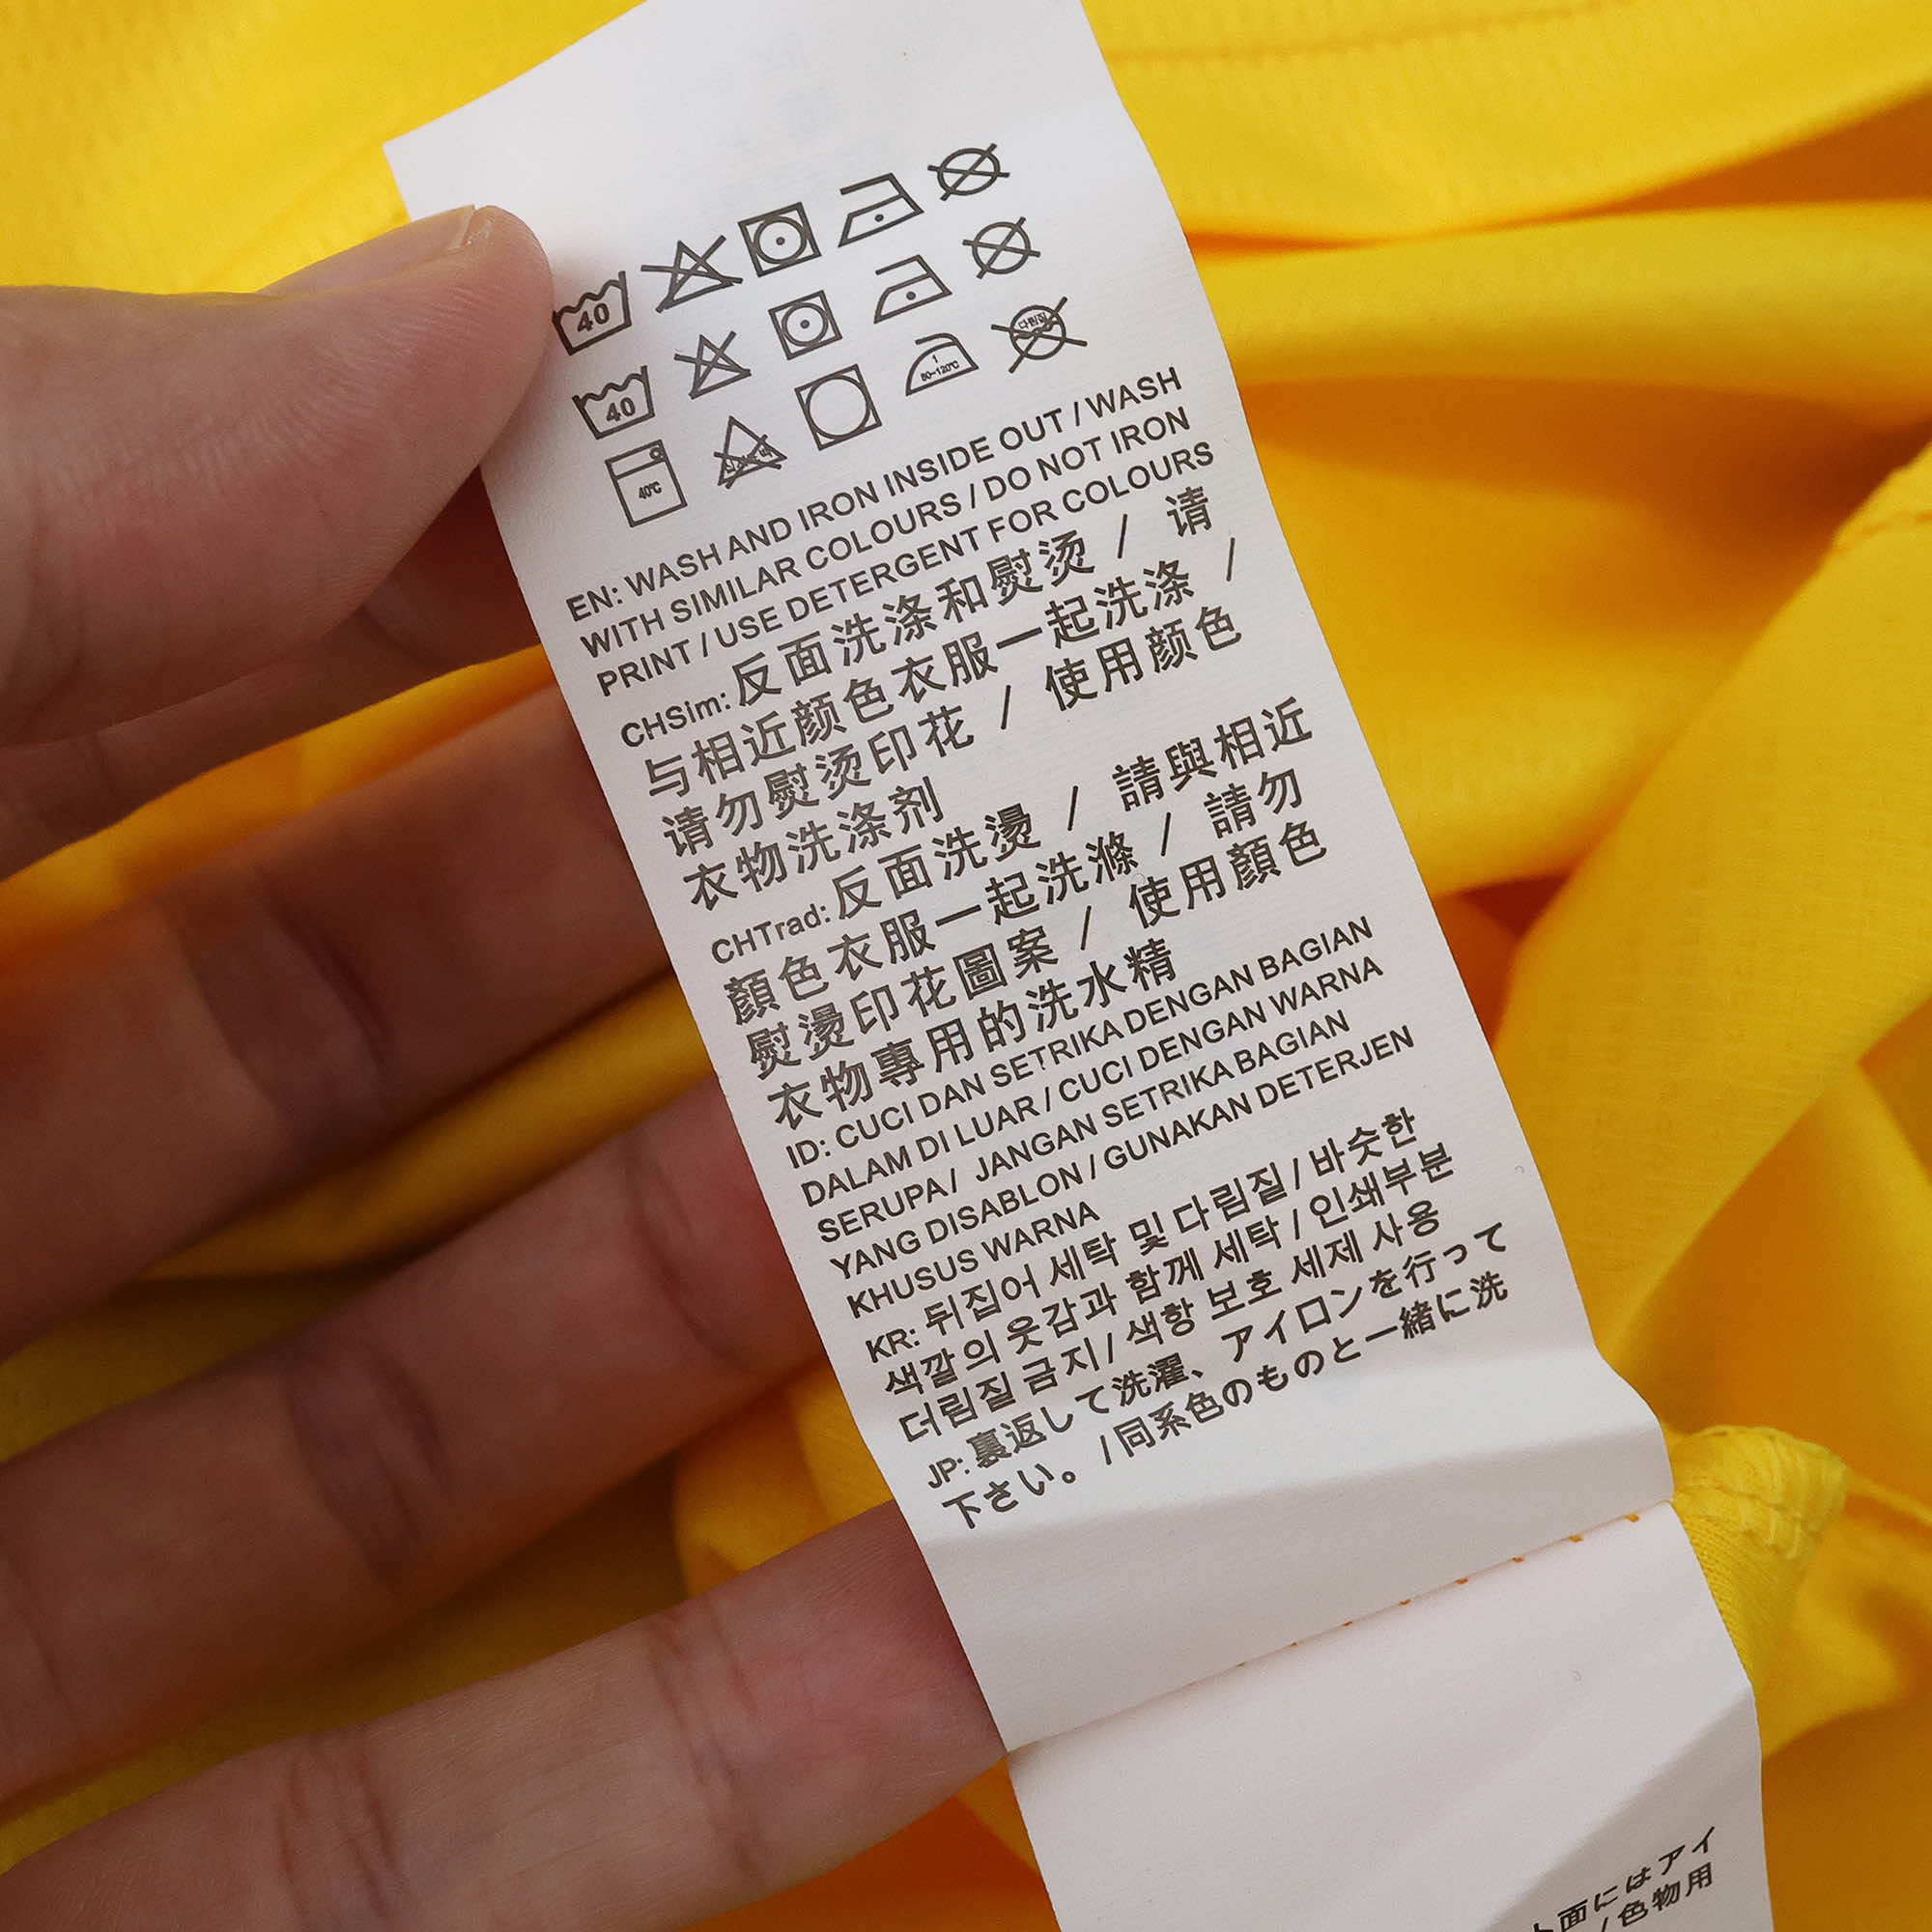 40
40
다림질
1
80~120℃
40℃
EN: WASH AND IRON INSIDE OUT / WASH
WITH SIMILAR COLOURS / DO NOT IRON
PRINT / USE DETERGENT FOR COLOURS
CHSim: 反面洗涤和熨烫 / 请
与相近颜色衣服一起洗涤 /
请勿熨烫印花 / 使用颜色
衣物洗涤剂
CHTrad: 反面洗燙 / 請與相近
顏色衣服一起洗滌 / 請勿
熨燙印花圖案 / 使用顏色
衣物專用的洗水精
ID: CUCI DAN SETRIKA DENGAN BAGIAN
DALAM DI LUAR / CUCI DENGAN WARNA
SERUPA / JANGAN SETRIKA BAGIAN
YANG DISABLON / GUNAKAN DETERJEN
KHUSUS WARNA
KR: 뒤집어 세탁 및 다림질 / 바슷한
색깔의 옷감과 함께 세탁 / 인쇄부분
더림질 금지 / 색항 보호 세제 사용
JP: 裏返して洗濯、アイロンを行って
下さい。 / 同系色のものと一緒に洗
ト面にはアイ
/ 色物用